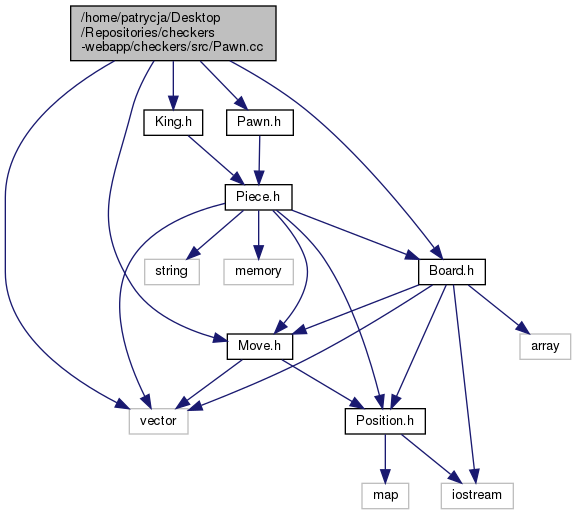 /home/patrycja/Desktop
/Repositories/checkers
-webapp/checkers/src/Pawn.cc
King.h
Pawn.h
Piece.h
string
memory
Board.h
Move.h
array
vector
Position.h
map
iostream